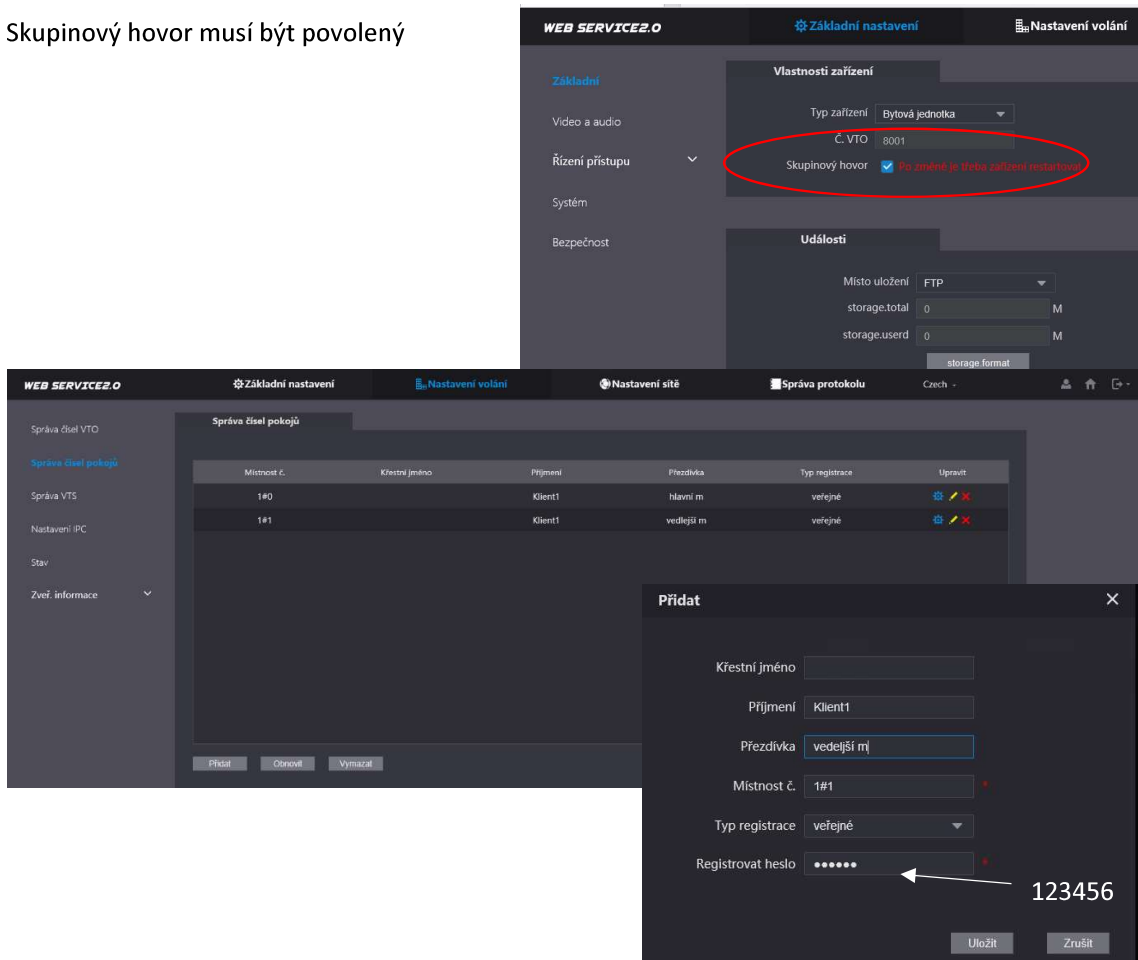 Skupinový hovor musí být povolený
WEB SERVICE2.0
Základní nastavení
Nastavení volání
Základní
Video a audio
Řízení přístupu
Systém
Bezpečnost
Vlastnosti zařízení
Typ zařízení Bytová jednotka
Č. VTO 8001
Skupinový hovor Po změně je třeba zařízení restartovat
Události
Místo uložení FTP
storage.total 0 M
storage.userd 0 M
storage.format
WEB SERVICE2.0 Základní nastavení Nastavení volání Nastavení sítě Správa protokolu Czech
Správa čísel VTO
Správa čísel pokojů
Správa VTS
Nastavení IPC
Stav
Zveř. informace
Správa čísel pokojů
Místnost č. Křestní jméno Příjmení Přezdívka Typ registrace Upravit
1#0 Klient1 hlavní m veřejné
1#1 Klient1 vedlejší m veřejné
Přidat Obnovit Vymazat
Přidat
Křestní jméno
Příjmení Klient1
Přezdívka vedeljší m
Místnost č. 1#1 *
Typ registrace veřejné
Registrovat heslo •••••• *
123456
Uložit Zrušit